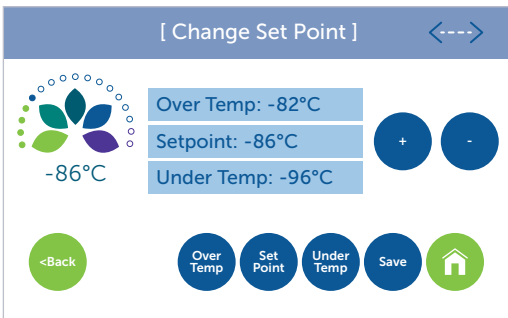 [ Change Set Point ]
Over Temp: -82°C
Setpoint: -86°C
Under Temp: -96°C
+
-
-86°C
<Back
Over
Temp
Set
Point
Under
Temp
Save